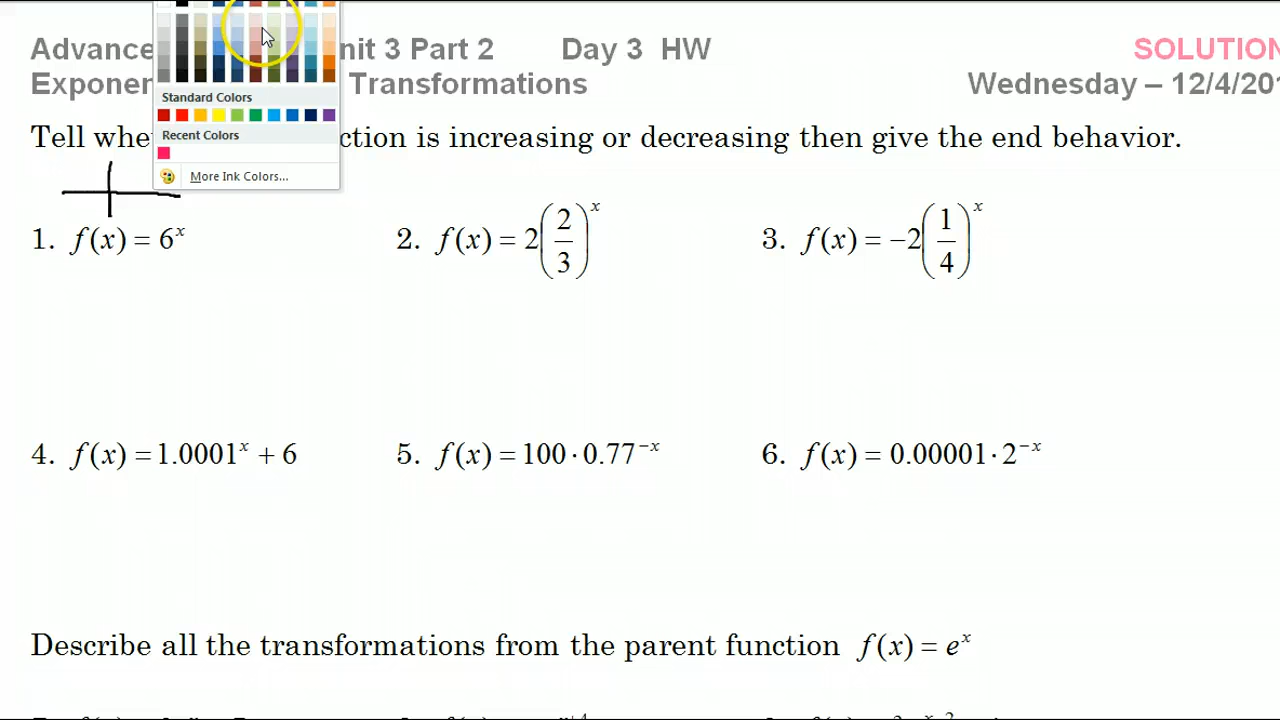 Advance nit 3 Part 2 Day 3 HW SOLUTION
Exponen Transformations Wednesday – 12/4/201
Standard Colors
Tell whe ction is increasing or decreasing then give the end behavior.
Recent Colors
More Ink Colors...
1. f(x) = 6^x 2. f(x) = 2(2/3)^x 3. f(x) = −2(1/4)^x
4. f(x) = 1.0001^x + 6 5. f(x) = 100·0.77^−x 6. f(x) = 0.00001·2^−x
Describe all the transformations from the parent function f(x) = e^x